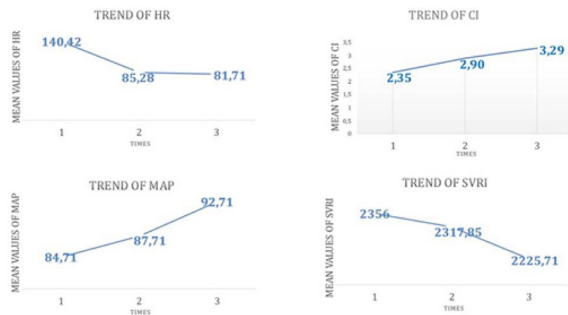 TREND OF HR
MEAN VALUES OF HR
140,42
85,28
81,71
1 2 3
TIMES
TREND OF CI
MEAN VALUES OF CI
3,5
3
2,5
2
1,5
1
0,5
0
2,35
2,90
3,29
1 2 3
TIMES
TREND OF MAP
MEAN VALUES OF MAP
84,71
87,71
92,71
1 2 3
TIMES
TREND OF SVRI
MEAN VALUES OF SVRI
2356
2317,85
2225,71
1 2 3
TIMES